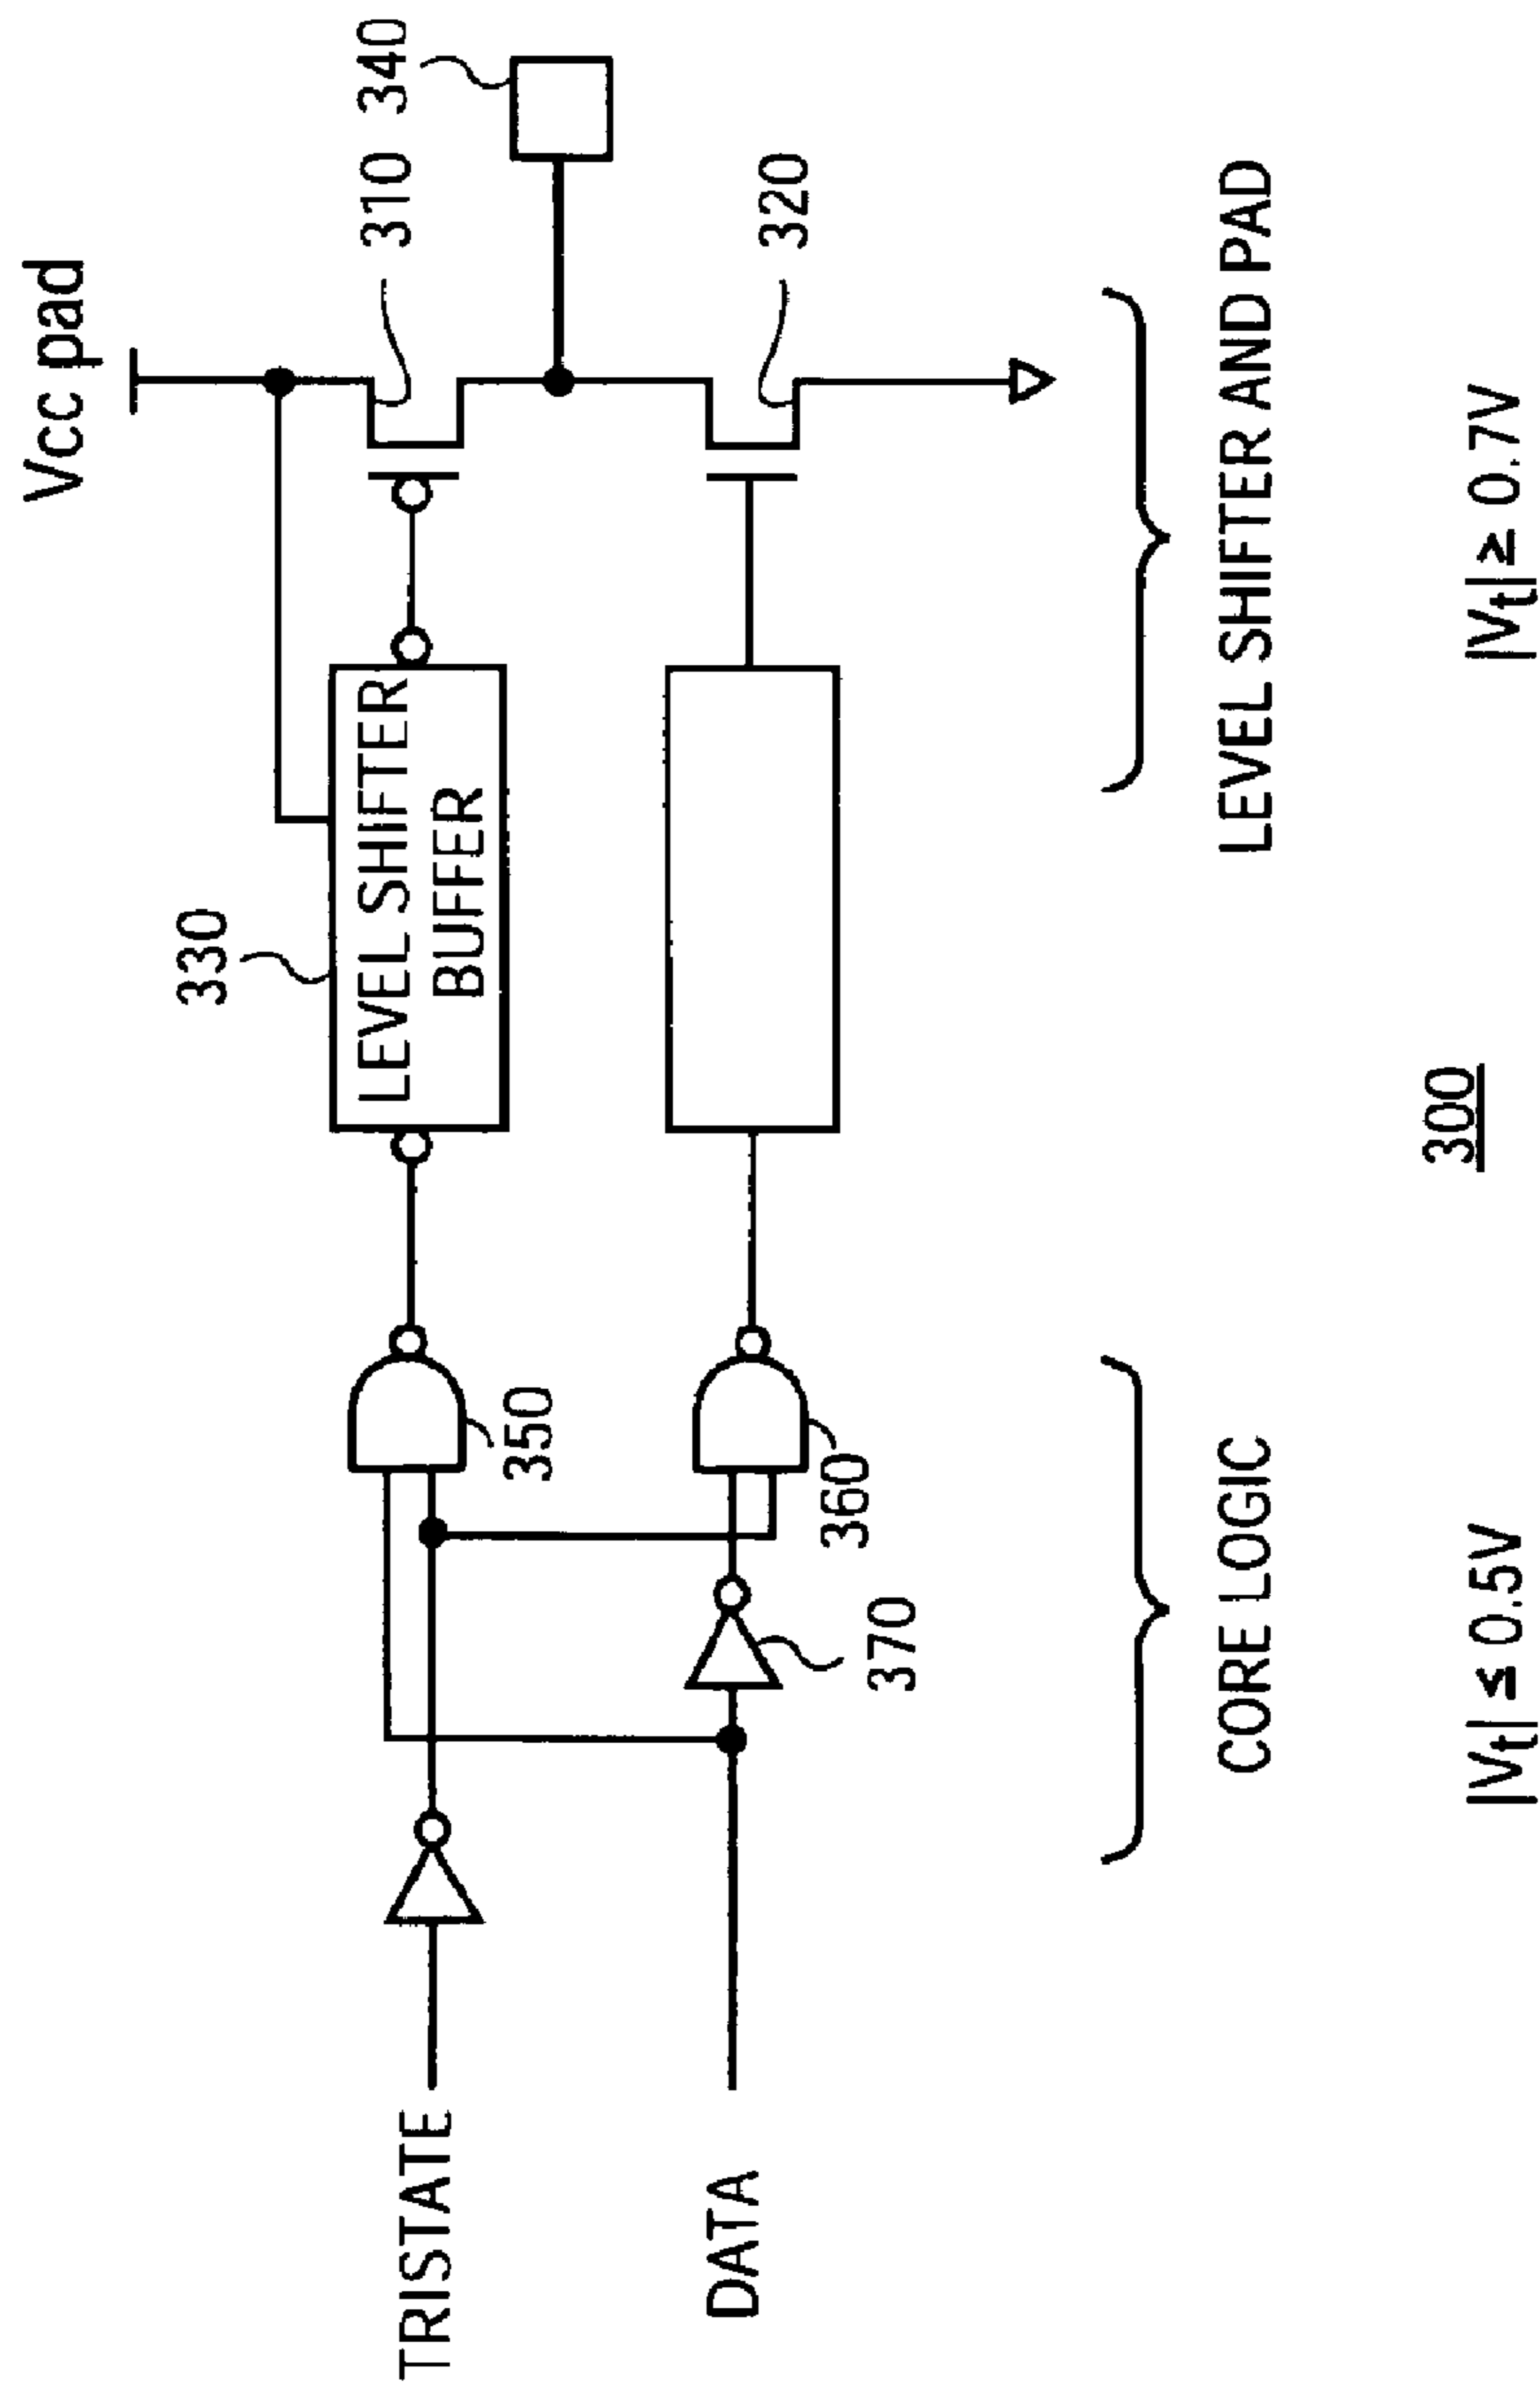 Vcc pad
330
310
340
LEVEL SHIFTER
BUFFER
TRISTATE
350
320
DATA
370
360
CORE LOGIC
LEVEL SHIFTER AND PAD
300
|Vt| ≤ 0.5V
|Vt| ≥ 0.7V